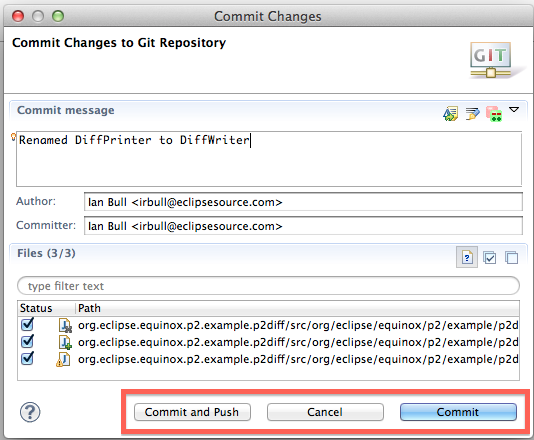 Commit Changes
Commit Changes to Git Repository
GIT
Commit message
Renamed DiffPrinter to DiffWriter
Author: Ian Bull <irbull@eclipsesource.com>
Committer: Ian Bull <irbull@eclipsesource.com>
Files (3/3)
type filter text
Status Path
org.eclipse.equinox.p2.example.p2diff/src/org/eclipse/equinox/p2/example/p2d
org.eclipse.equinox.p2.example.p2diff/src/org/eclipse/equinox/p2/example/p2d
org.eclipse.equinox.p2.example.p2diff/src/org/eclipse/equinox/p2/example/p2d
Commit and Push Cancel Commit